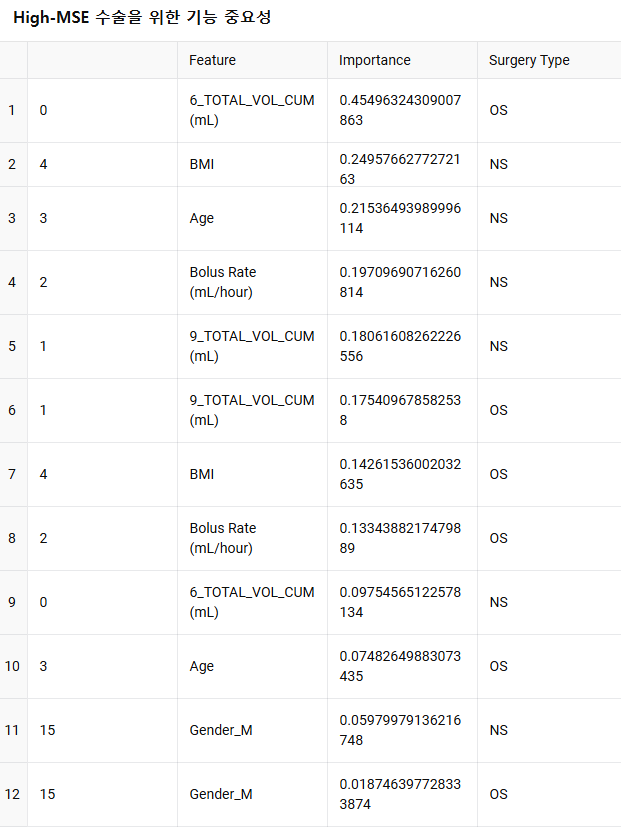 High-MSE 수술을 위한 기능 중요성
Feature Importance Surgery Type
1 0 6_TOTAL_VOL_CUM (mL) 0.45496324309007863 OS
2 4 BMI 0.2495766277272163 NS
3 3 Age 0.21536493989996114 NS
4 2 Bolus Rate (mL/hour) 0.19709690716260814 NS
5 1 9_TOTAL_VOL_CUM (mL) 0.18061608262226556 NS
6 1 9_TOTAL_VOL_CUM (mL) 0.175409678582538 OS
7 4 BMI 0.14261536002032635 OS
8 2 Bolus Rate (mL/hour) 0.1334388217479889 OS
9 0 6_TOTAL_VOL_CUM (mL) 0.09754565122578134 NS
10 3 Age 0.07482649883073435 OS
11 15 Gender_M 0.05979979136216748 NS
12 15 Gender_M 0.018746397728333874 OS